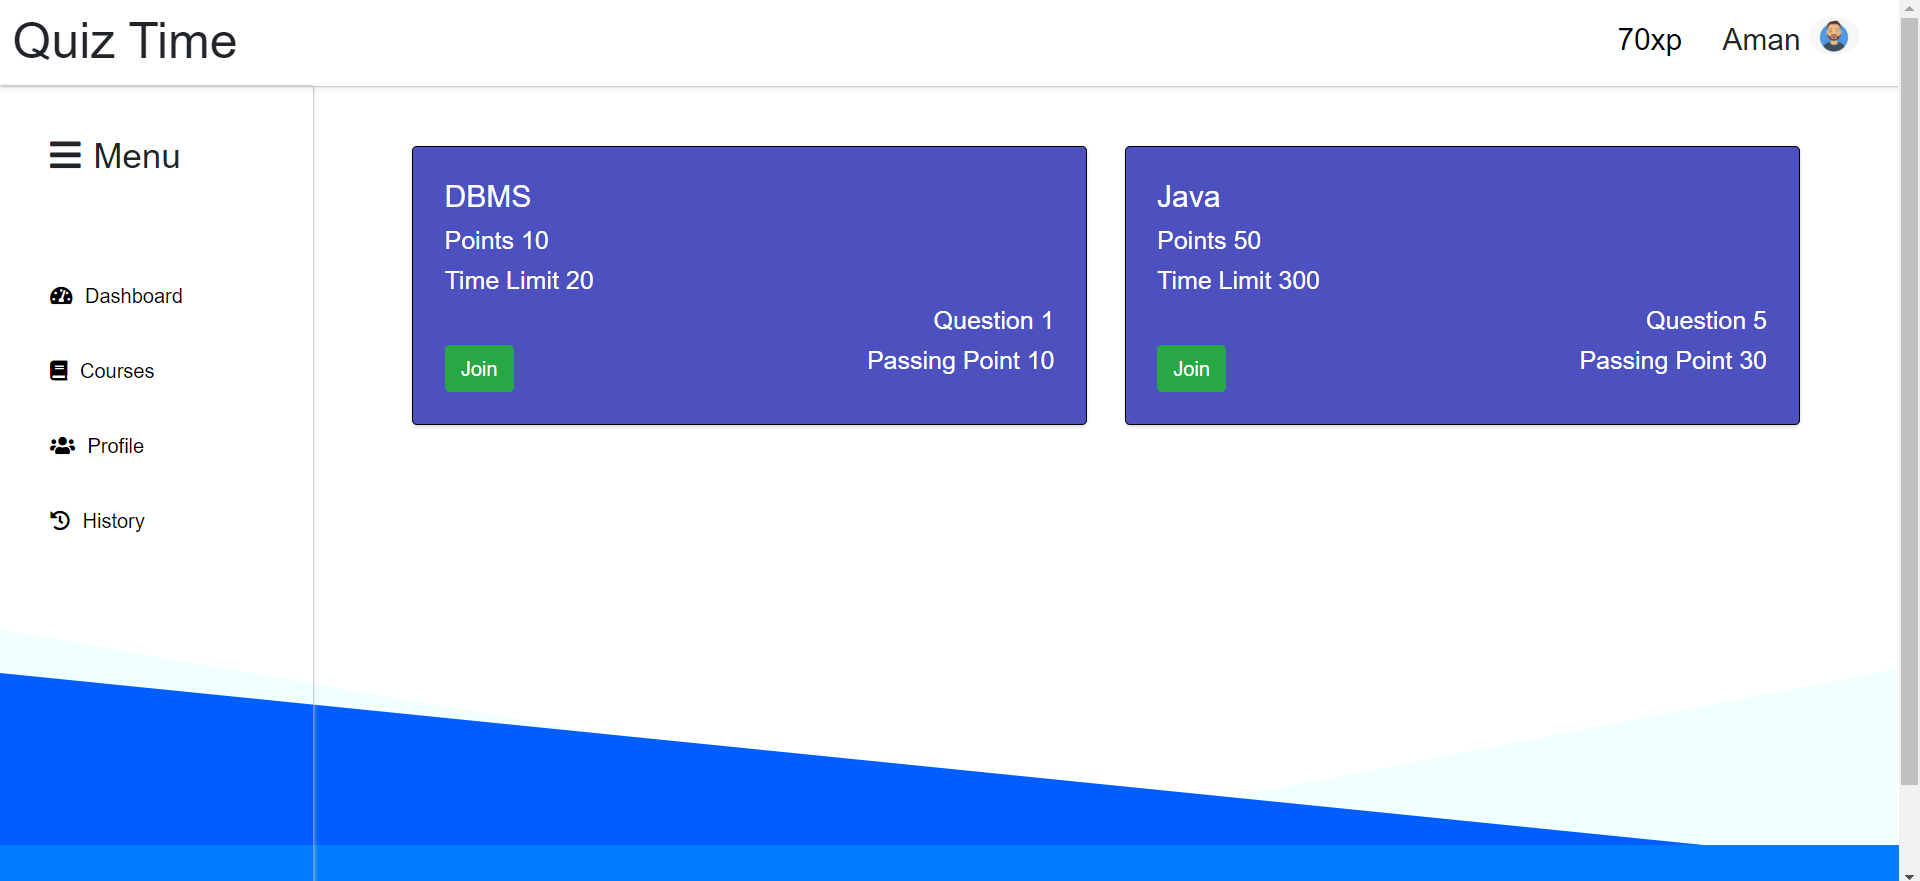 Quiz Time
70xp
Aman
Menu
Dashboard
Courses
Profile
History
DBMS
Points 10
Time Limit 20
Question 1
Passing Point 10
Join
Java
Points 50
Time Limit 300
Question 5
Passing Point 30
Join